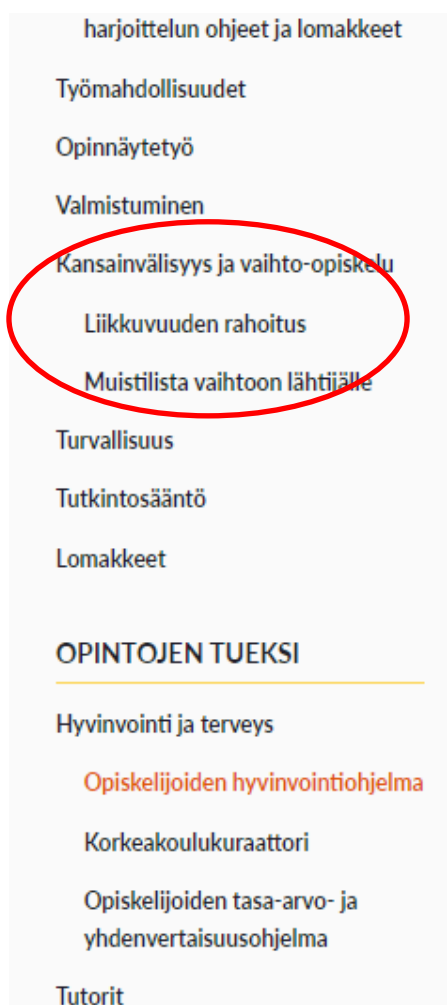 harjoittelun ohjeet ja lomakkeet
Työmahdollisuudet
Opinnäytetyö
Valmistuminen
Kansainvälisyys ja vaihto-opiskelu
Liikkuvuuden rahoitus
Muistilista vaihtoon lähtijälle
Turvallisuus
Tutkintosääntö
Lomakkeet
OPINTOJEN TUEKSI
Hyvinvointi ja terveys
Opiskelijoiden hyvinvointiohjelma
Korkeakoulukuraattori
Opiskelijoiden tasa-arvo- ja
yhdenvertaisuusohjelma
Tutorit